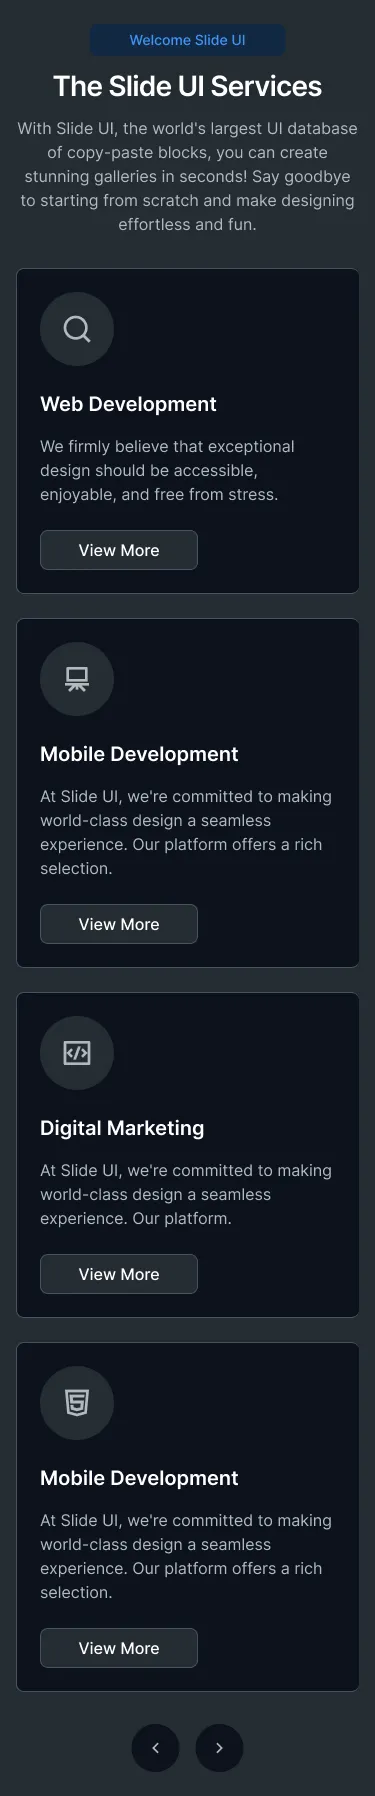 Welcome Slide UI
The Slide UI Services
With Slide UI, the world's largest UI database
of copy-paste blocks, you can create
stunning galleries in seconds! Say goodbye
to starting from scratch and make designing
effortless and fun.
Web Development
We firmly believe that exceptional
design should be accessible,
enjoyable, and free from stress.
View More
Mobile Development
At Slide UI, we're committed to making
world-class design a seamless
experience. Our platform offers a rich
selection.
View More
Digital Marketing
At Slide UI, we're committed to making
world-class design a seamless
experience. Our platform.
View More
Mobile Development
At Slide UI, we're committed to making
world-class design a seamless
experience. Our platform offers a rich
selection.
View More